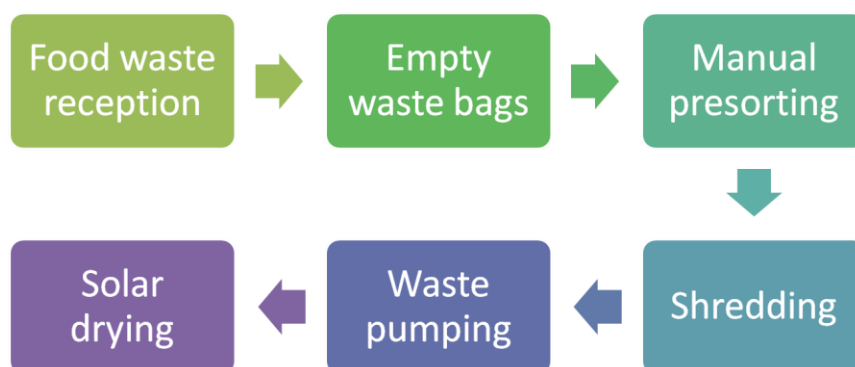 Food waste
reception
Empty
waste bags
Manual
presorting
Shredding
Waste
pumping
Solar
drying